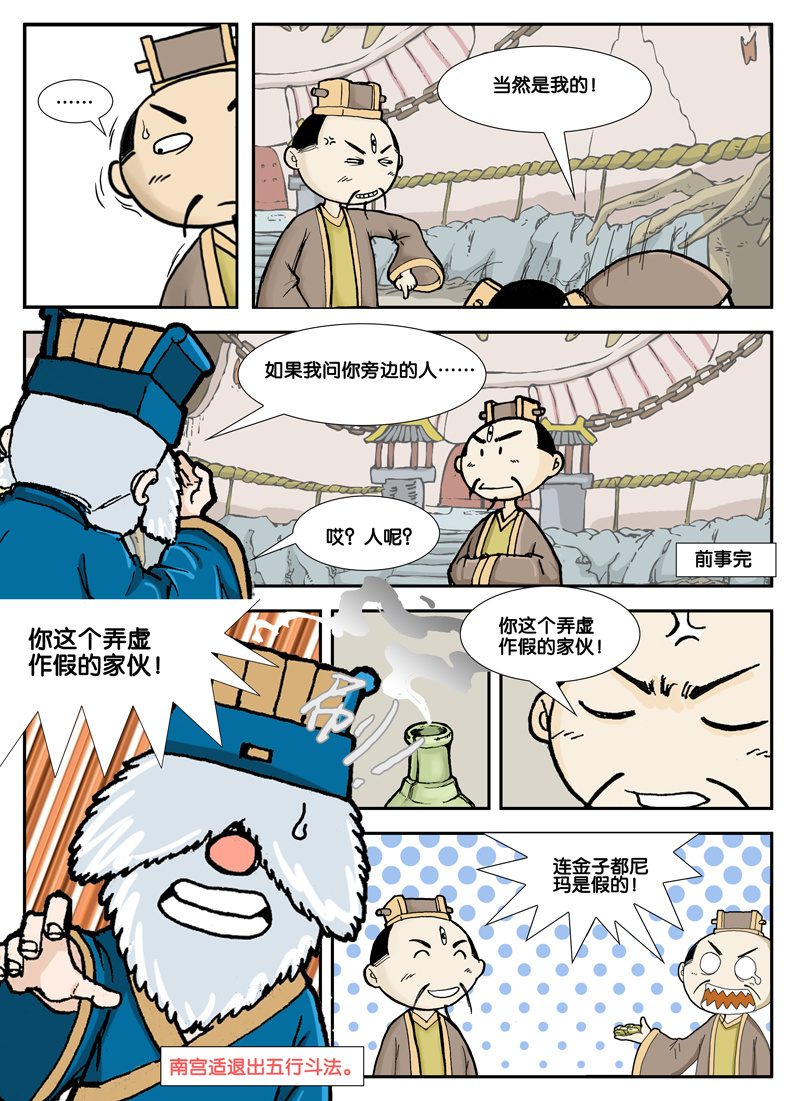 ……
当然是我的！
如果我问你旁边的人……
哎？人呢？
前事完
你这个弄虚
作假的家伙！
刷
你这个弄虚
作假的家伙！
连金子都尼
玛是假的！
南宫适退出五行斗法。